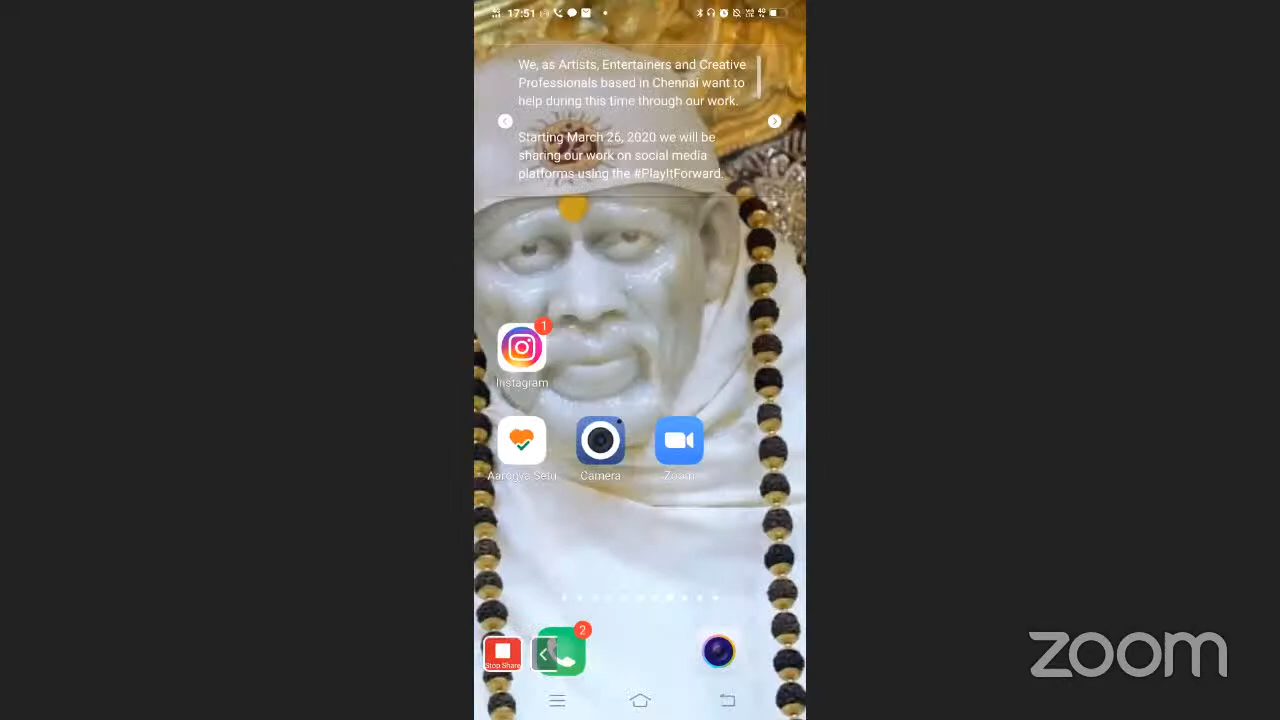 17:51
We, as Artists, Entertainers and Creative
Professionals based in Chennai want to
help during this time through our work.
Starting March 26, 2020 we will be
sharing our work on social media
platforms using the #PlayItForward.
1
Instagram
Aarogya Setu
Camera
Zoom
2
Stop Share
zoom